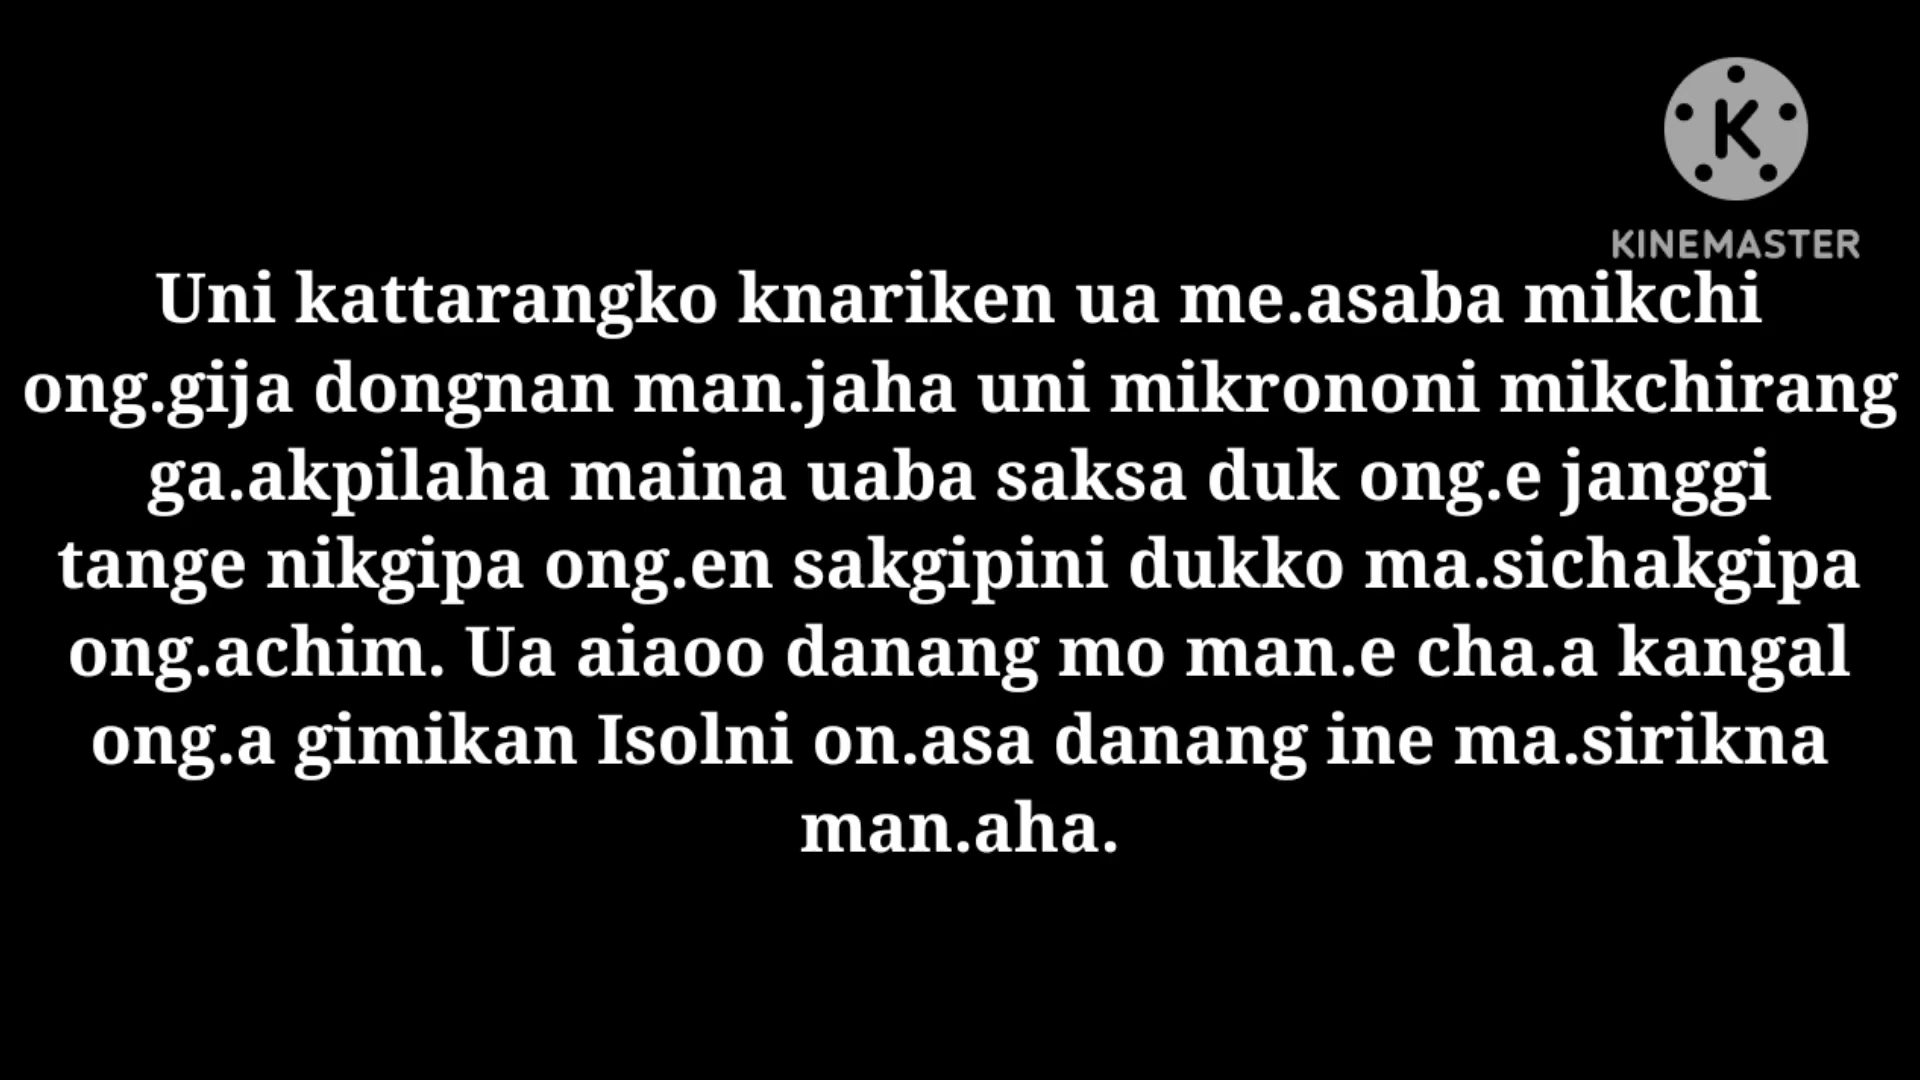 KINEMASTER
Uni kattarangko knariken ua me.asaba mikchi
ong.gija dongnan man.jaha uni mikrononi mikchirang
ga.akpilaha maina uaba saksa duk ong.e janggi
tange nikgipa ong.en sakgipini dukko ma.sichakgipa
ong.achim. Ua aiaoo danang mo man.e cha.a kangal
ong.a gimikan Isolni on.asa danang ine ma.sirikna
man.aha.